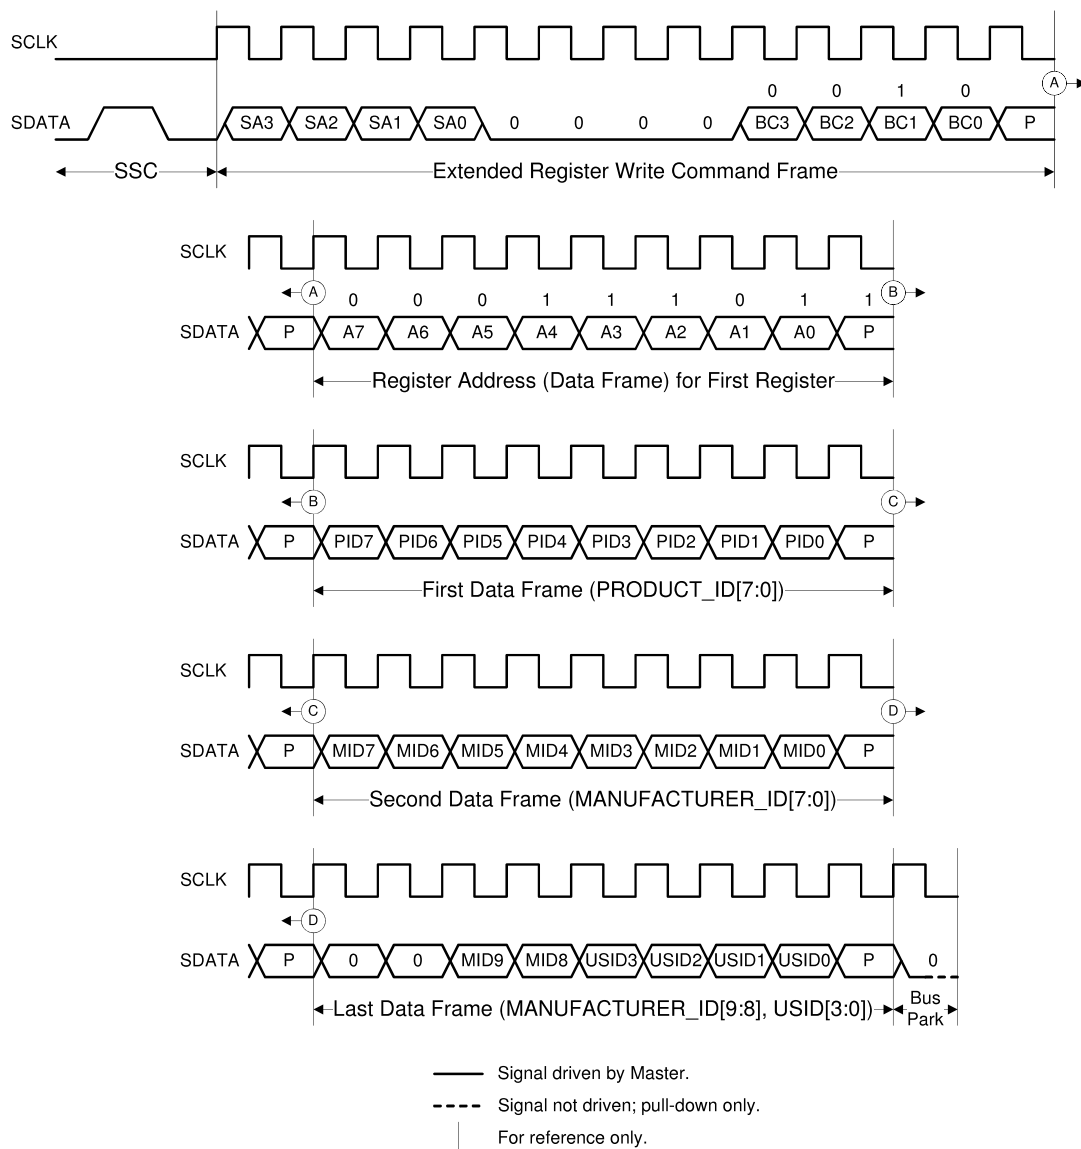 SCLK
A
0 0 1 0
SDATA SA3 SA2 SA1 SA0 0 0 0 0 BC3 BC2 BC1 BC0 P
SSC Extended Register Write Command Frame
SCLK
A 0 0 0 1 1 1 0 1 1 B
SDATA P A7 A6 A5 A4 A3 A2 A1 A0 P
Register Address (Data Frame) for First Register
SCLK
B C
SDATA P PID7 PID6 PID5 PID4 PID3 PID2 PID1 PID0 P
First Data Frame (PRODUCT_ID[7:0])
SCLK
C D
SDATA P MID7 MID6 MID5 MID4 MID3 MID2 MID1 MID0 P
Second Data Frame (MANUFACTURER_ID[7:0])
SCLK
D
SDATA P 0 0 MID9 MID8 USID3 USID2 USID1 USID0 P 0
Last Data Frame (MANUFACTURER_ID[9:8], USID[3:0])
Bus
Park
Signal driven by Master.
Signal not driven; pull-down only.
For reference only.